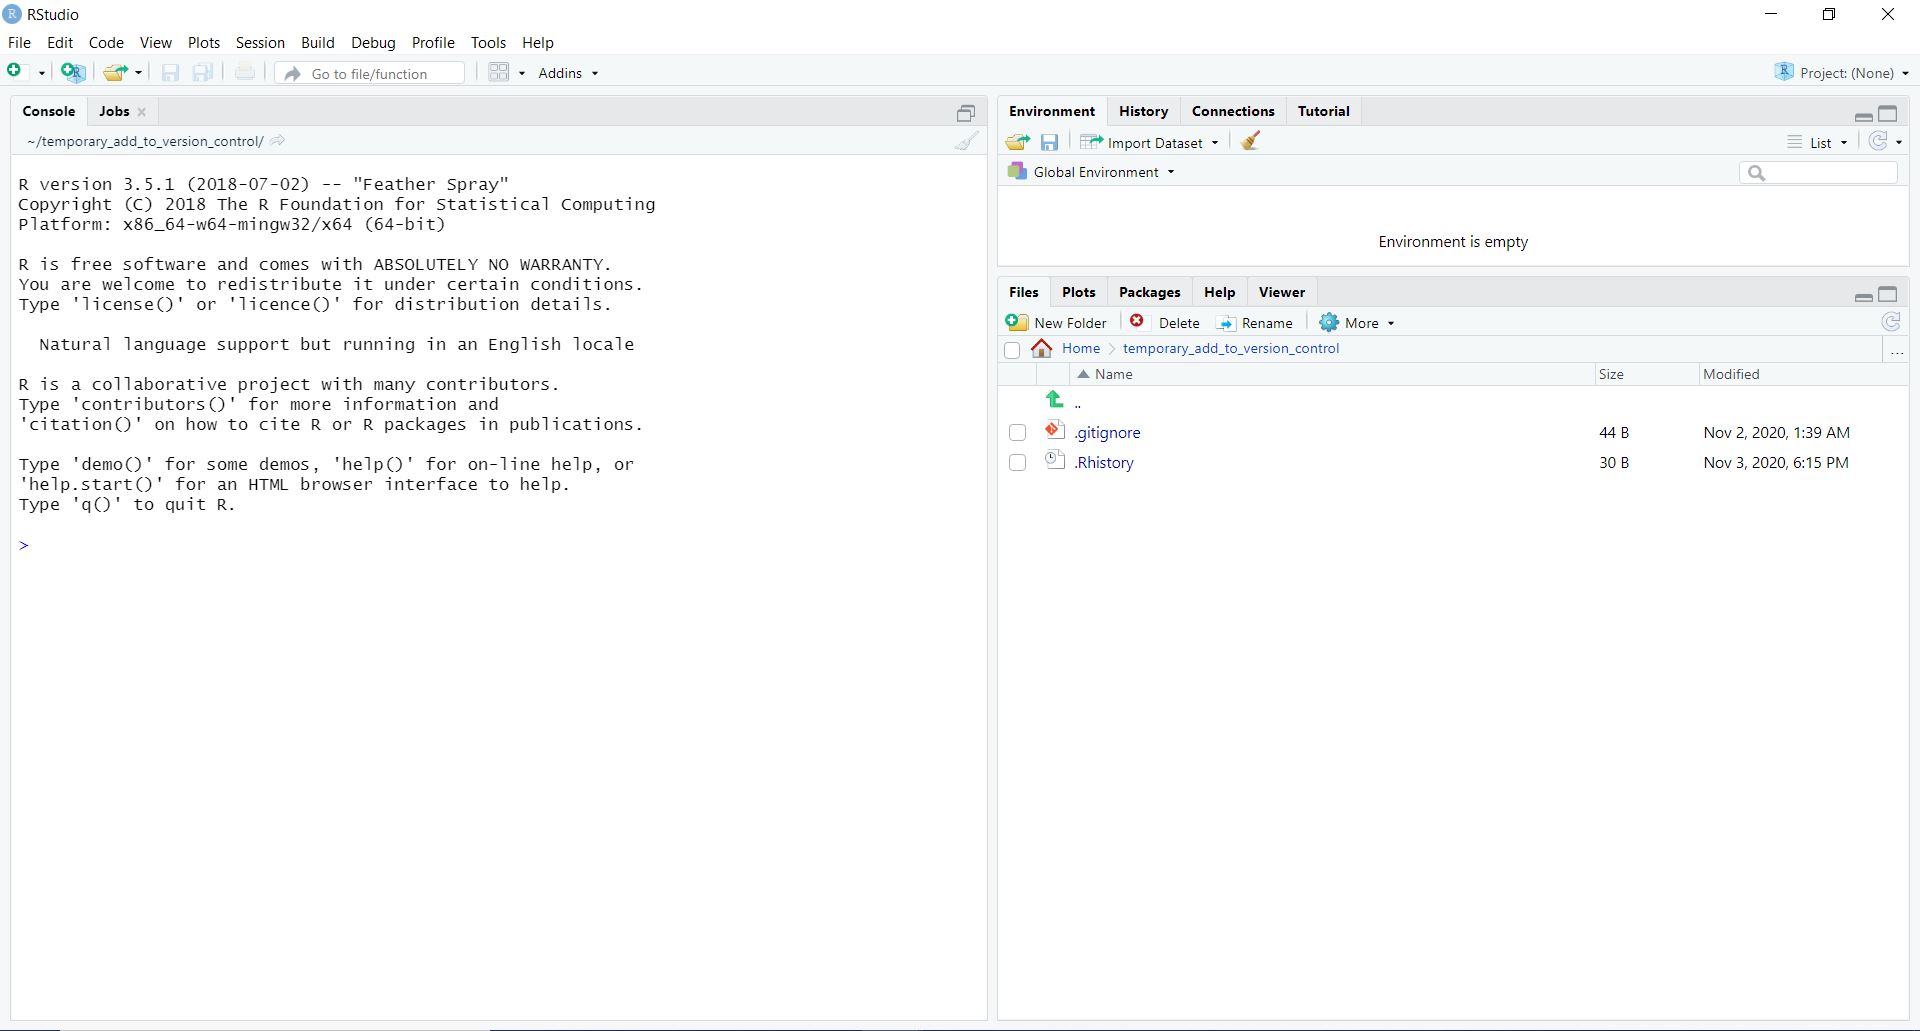 RStudio
File Edit Code View Plots Session Build Debug Profile Tools Help
Go to file/function Addins Project: (None)
Console Jobs
~/temporary_add_to_version_control/
R version 3.5.1 (2018-07-02) -- "Feather Spray"
Copyright (C) 2018 The R Foundation for Statistical Computing
Platform: x86_64-w64-mingw32/x64 (64-bit)
R is free software and comes with ABSOLUTELY NO WARRANTY.
You are welcome to redistribute it under certain conditions.
Type 'license()' or 'licence()' for distribution details.
Natural language support but running in an English locale
R is a collaborative project with many contributors.
Type 'contributors()' for more information and
'citation()' on how to cite R or R packages in publications.
Type 'demo()' for some demos, 'help()' for on-line help, or
'help.start()' for an HTML browser interface to help.
Type 'q()' to quit R.
>
Environment History Connections Tutorial
Import Dataset List
Global Environment
Environment is empty
Files Plots Packages Help Viewer
New Folder Delete Rename More
Home temporary_add_to_version_control ...
Name Size Modified
..
.gitignore 44 B Nov 2, 2020, 1:39 AM
.Rhistory 30 B Nov 3, 2020, 6:15 PM